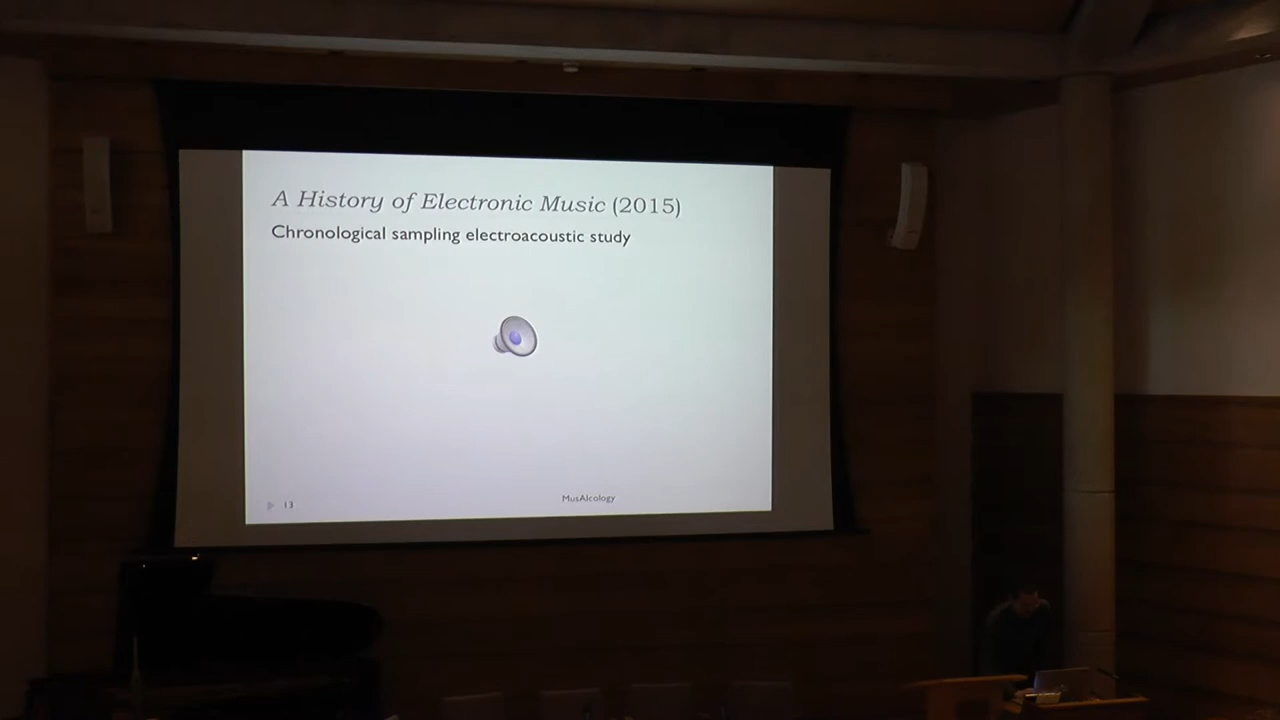 A History of Electronic Music (2015)
Chronological sampling electroacoustic study
13
MusAIcology